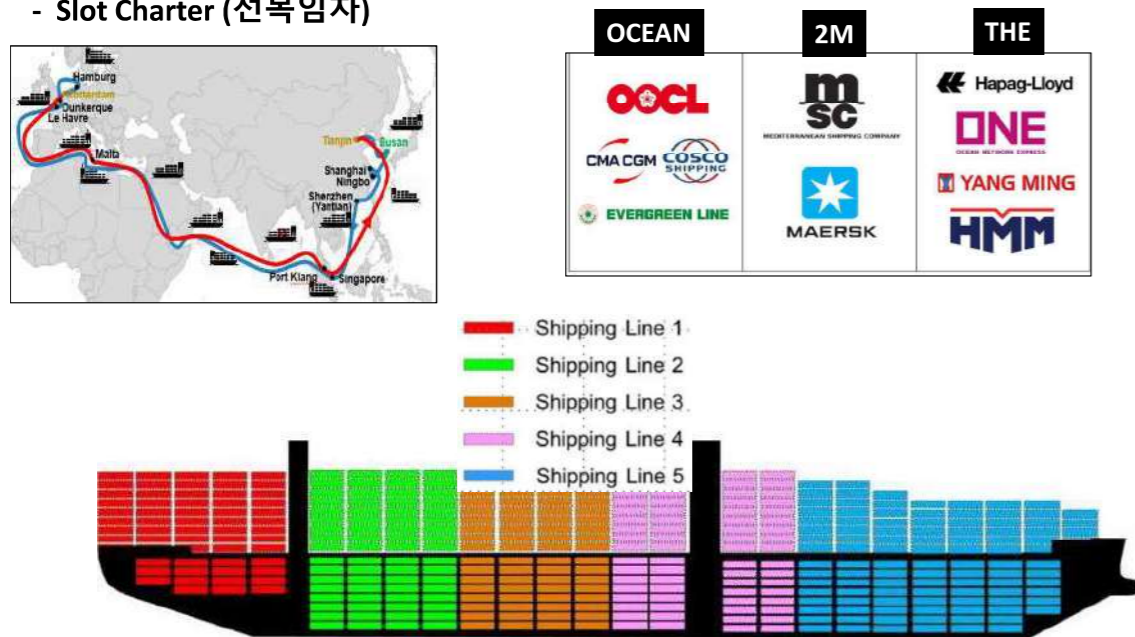 - Slot Charter (선복임차)
Hamburg
Rotterdam
Dunkerque
Le Havre
Malta
Tianjin
Busan
Shanghai
Ningbo
Shenzhen
(Yantian)
Port Klang
Singapore
OCEAN
2M
THE
OOCL
CMA CGM
COSCO
SHIPPING
EVERGREEN LINE
msc
MEDITERRANEAN SHIPPING COMPANY
MAERSK
Hapag-Lloyd
ONE
OCEAN NETWORK EXPRESS
YANG MING
HMM
Shipping Line 1
Shipping Line 2
Shipping Line 3
Shipping Line 4
Shipping Line 5